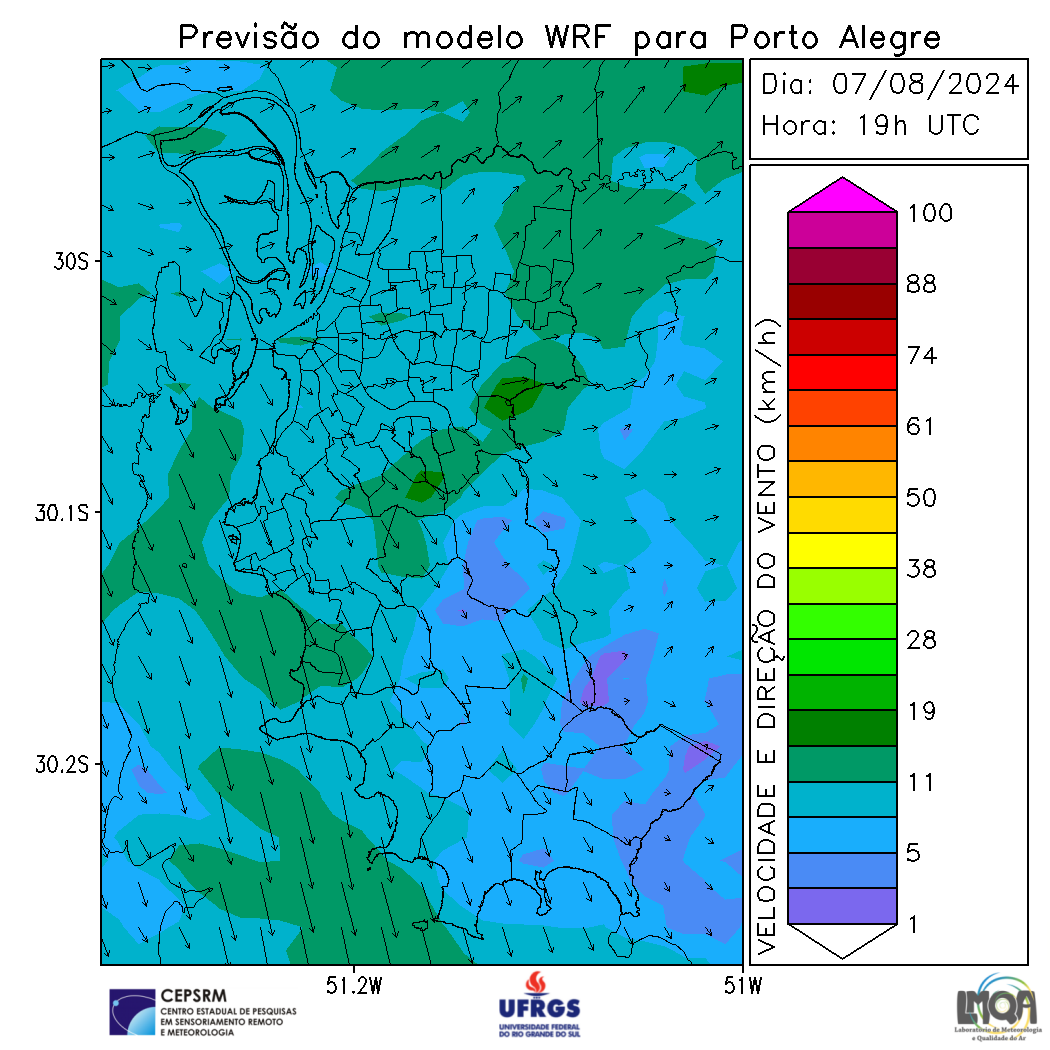 Previsão do modelo WRF para Porto Alegre
Dia: 07/08/2024
Hora: 19h UTC
30S
30.1S
30.2S
51.2W
51W
VELOCIDADE E DIREÇÃO DO VENTO (km/h)
100
88
74
61
50
38
28
19
11
5
1
CEPSRM
CENTRO ESTADUAL DE PESQUISAS
EM SENSORIAMENTO REMOTO
E METEOROLOGIA
UFRGS
UNIVERSIDADE FEDERAL
DO RIO GRANDE DO SUL
LMQA
Laboratório de Meteorologia
e Qualidade do Ar